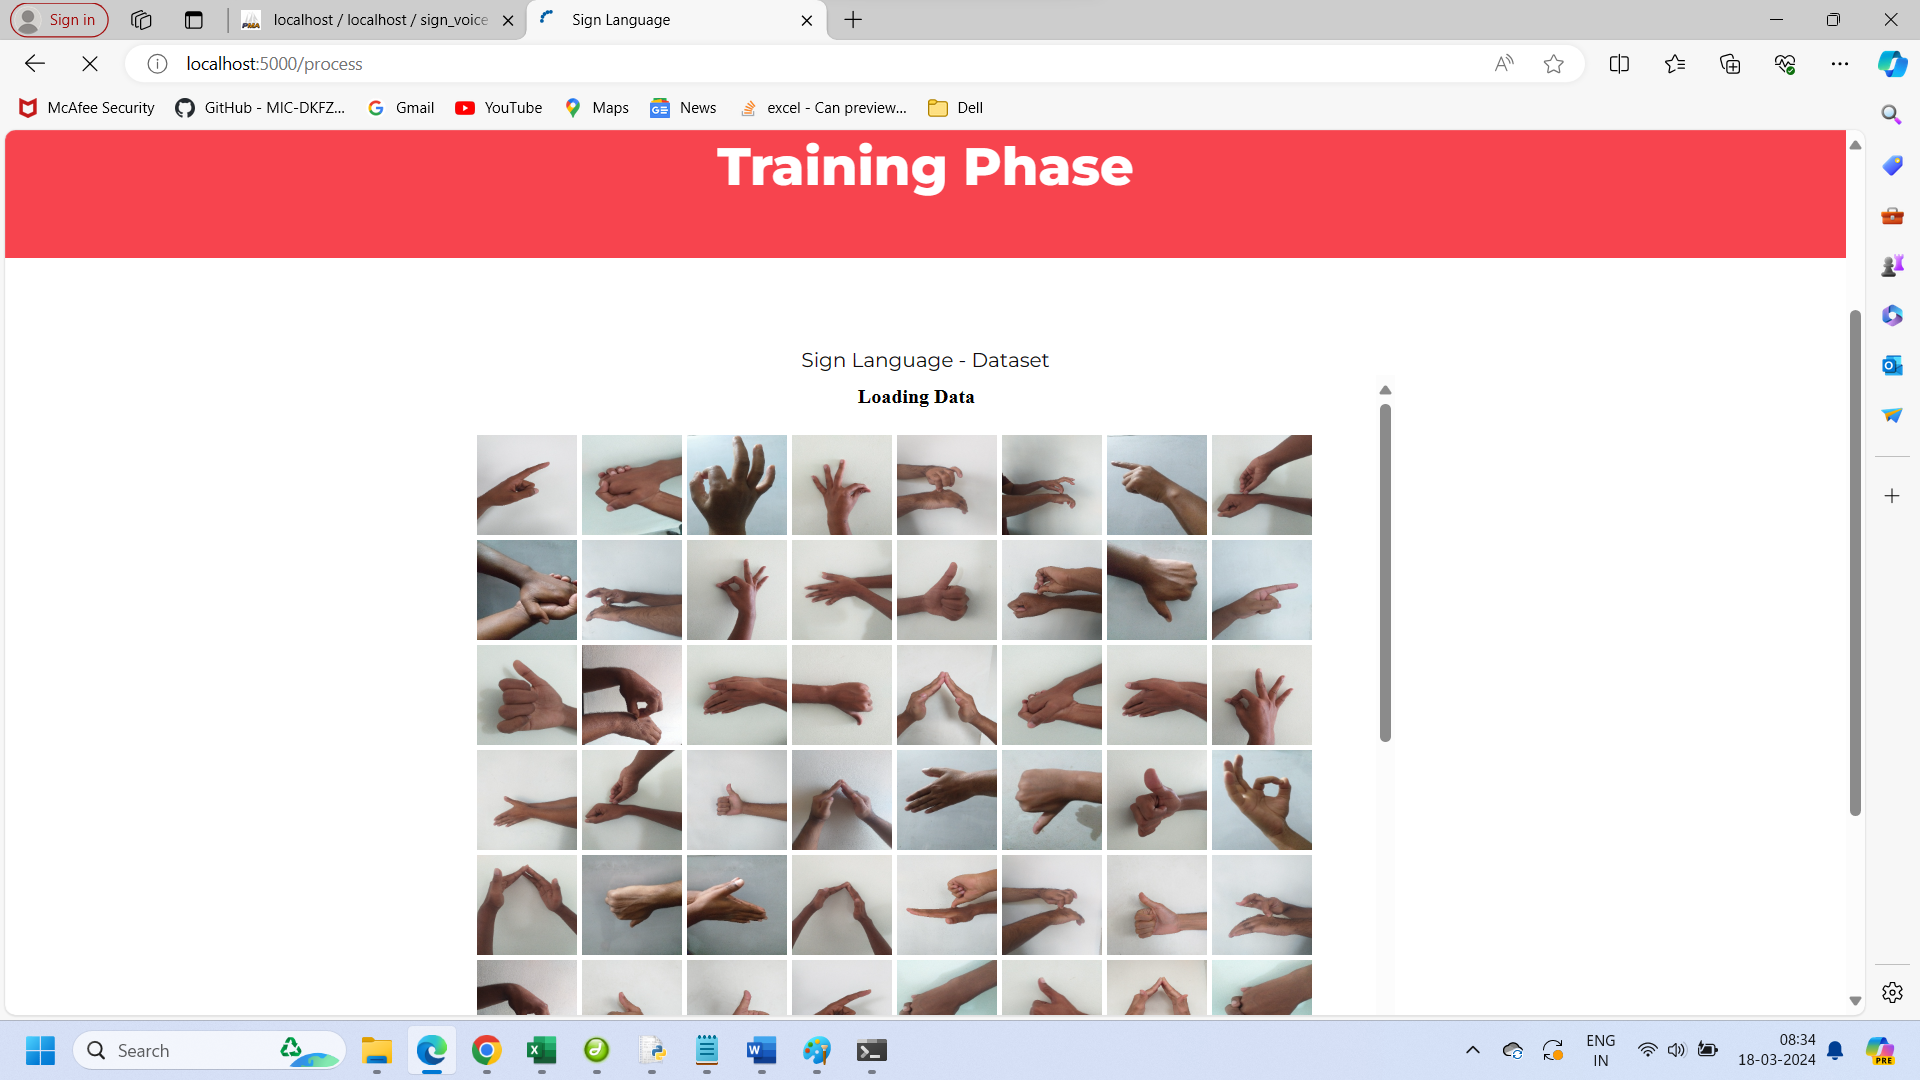 Sign in
localhost / localhost / sign_voice
Sign Language
localhost:5000/process
McAfee Security
GitHub - MIC-DKFZ...
Gmail
YouTube
Maps
News
excel - Can preview...
Dell
Training Phase
Sign Language - Dataset
Loading Data
Search
ENG
IN
08:34
18-03-2024
PRE